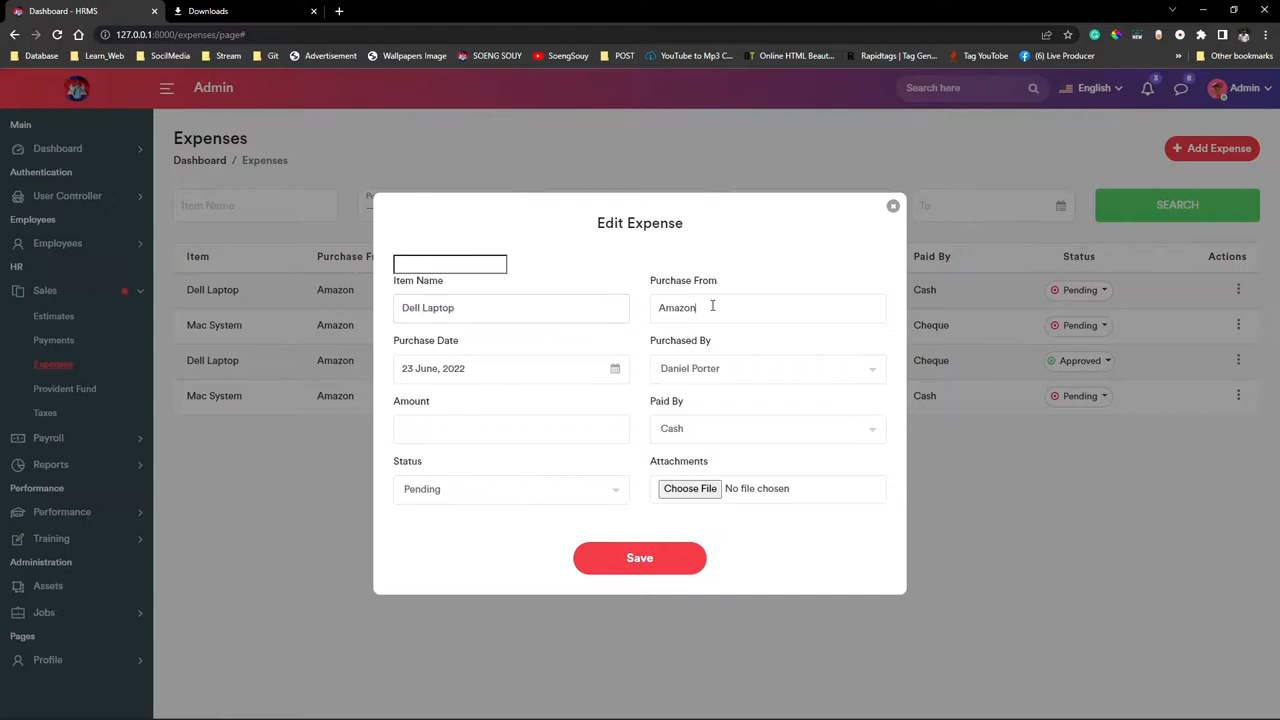 Dashboard - HRMS
Downloads
127.0.0.1:8000/expenses/page#
Database
Learn_Web
SoclMedia
Stream
Git
Advertisement
Wallpapers Image
SOENG SOUY
SoengSouy
POST
YouTube to Mp3 C...
Online HTML Beaut...
Rapidtags | Tag Gen...
Tag YouTube
(8) Live Producer
Other bookmarks
Admin
Search here
English
3
8
Admin
Main
Dashboard
Authentication
User Controller
Employees
Employees
HR
Sales
Estimates
Payments
Expenses
Provident Fund
Taxes
Payroll
Reports
Performance
Performance
Training
Administration
Assets
Jobs
Pages
Profile
Expenses
Dashboard / Expenses
+ Add Expense
Item Name
To
SEARCH
Item
Paid By
Status
Actions
Dell Laptop
Amazon
Cash
Pending
Mac System
Amazon
Cheque
Pending
Dell Laptop
Amazon
Cheque
Approved
Mac System
Amazon
Cash
Pending
Edit Expense
Item Name
Dell Laptop
Purchase From
Amazon
Purchase Date
23 June, 2022
Purchased By
Daniel Porter
Amount
Paid By
Cash
Status
Pending
Attachments
Choose File No file chosen
Save